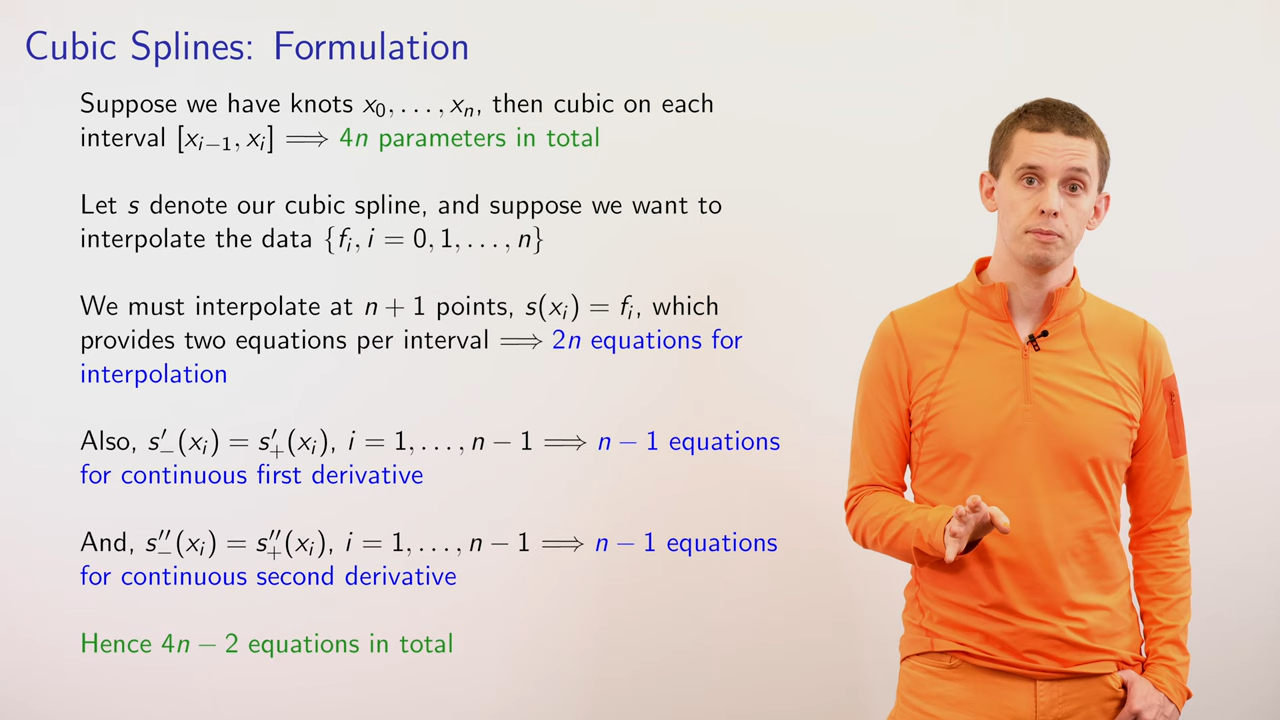 Cubic Splines: Formulation
Suppose we have knots x₀, . . . , xₙ, then cubic on each
interval [xᵢ₋₁, xᵢ] ⟹ 4n parameters in total
Let s denote our cubic spline, and suppose we want to
interpolate the data {fᵢ, i = 0, 1, . . . , n}
We must interpolate at n + 1 points, s(xᵢ) = fᵢ, which
provides two equations per interval ⟹ 2n equations for
interpolation
Also, s′₋(xᵢ) = s′₊(xᵢ), i = 1, . . . , n − 1 ⟹ n − 1 equations
for continuous first derivative
And, s″₋(xᵢ) = s″₊(xᵢ), i = 1, . . . , n − 1 ⟹ n − 1 equations
for continuous second derivative
Hence 4n − 2 equations in total